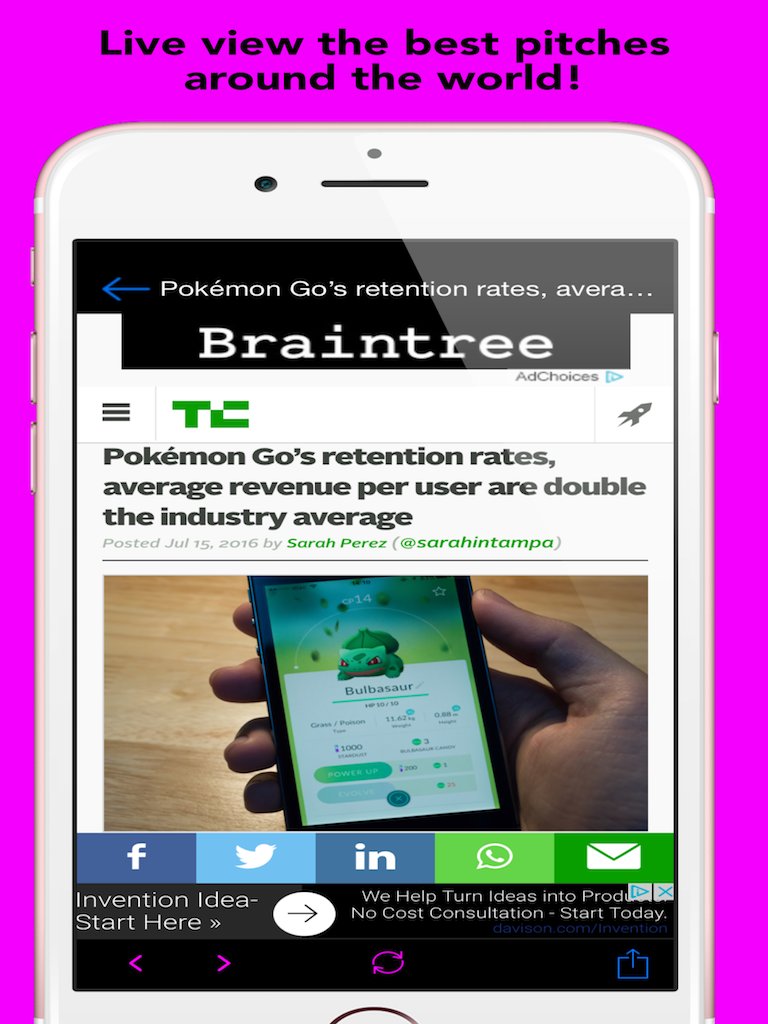 Live view the best pitches
around the world!
Pokémon Go's retention rates, avera...
Braintree
AdChoices
TC
Pokémon Go's retention rates,
average revenue per user are double
the industry average
Posted Jul 15, 2016 by Sarah Perez (@sarahintampa)
CP14
Bulbasaur
HP 10 / 10
Grass / Poison
11.62 kg
0.88 m
Type
Weight
Height
1000
3
STARDUST
BULBASAUR CANDY
POWER UP
200
1
EVOLVE
25
f
in
Invention Idea-
Start Here »
We Help Turn Ideas into
No Cost Consultation - Start Today.
davison.com/Invention